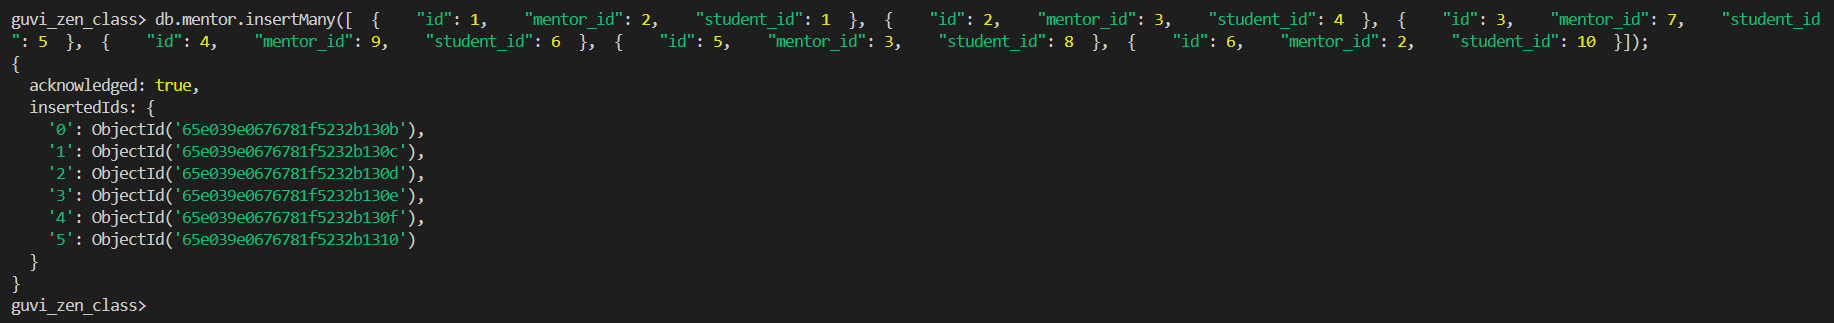 guvi_zen_class> db.mentor.insertMany([  {    "id": 1,    "mentor_id": 2,    "student_id": 1  },  {    "id": 2,    "mentor_id": 3,    "student_id": 4  },  {    "id": 3,    "mentor_id": 7,    "student_id
": 5  },  {    "id": 4,    "mentor_id": 9,    "student_id": 6  },  {    "id": 5,    "mentor_id": 3,    "student_id": 8  },  {    "id": 6,    "mentor_id": 2,    "student_id": 10  }]);
{
  acknowledged: true,
  insertedIds: {
    '0': ObjectId('65e039e0676781f5232b130b'),
    '1': ObjectId('65e039e0676781f5232b130c'),
    '2': ObjectId('65e039e0676781f5232b130d'),
    '3': ObjectId('65e039e0676781f5232b130e'),
    '4': ObjectId('65e039e0676781f5232b130f'),
    '5': ObjectId('65e039e0676781f5232b1310')
  }
}
guvi_zen_class>